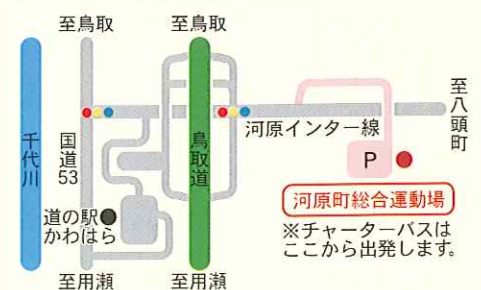 至鳥取
至鳥取
千代川
国道53
鳥取道
河原インター線
至八頭町
P
道の駅
かわはら
河原町総合運動場
※チャーターバスは
ここから出発します。
至用瀬
至用瀬